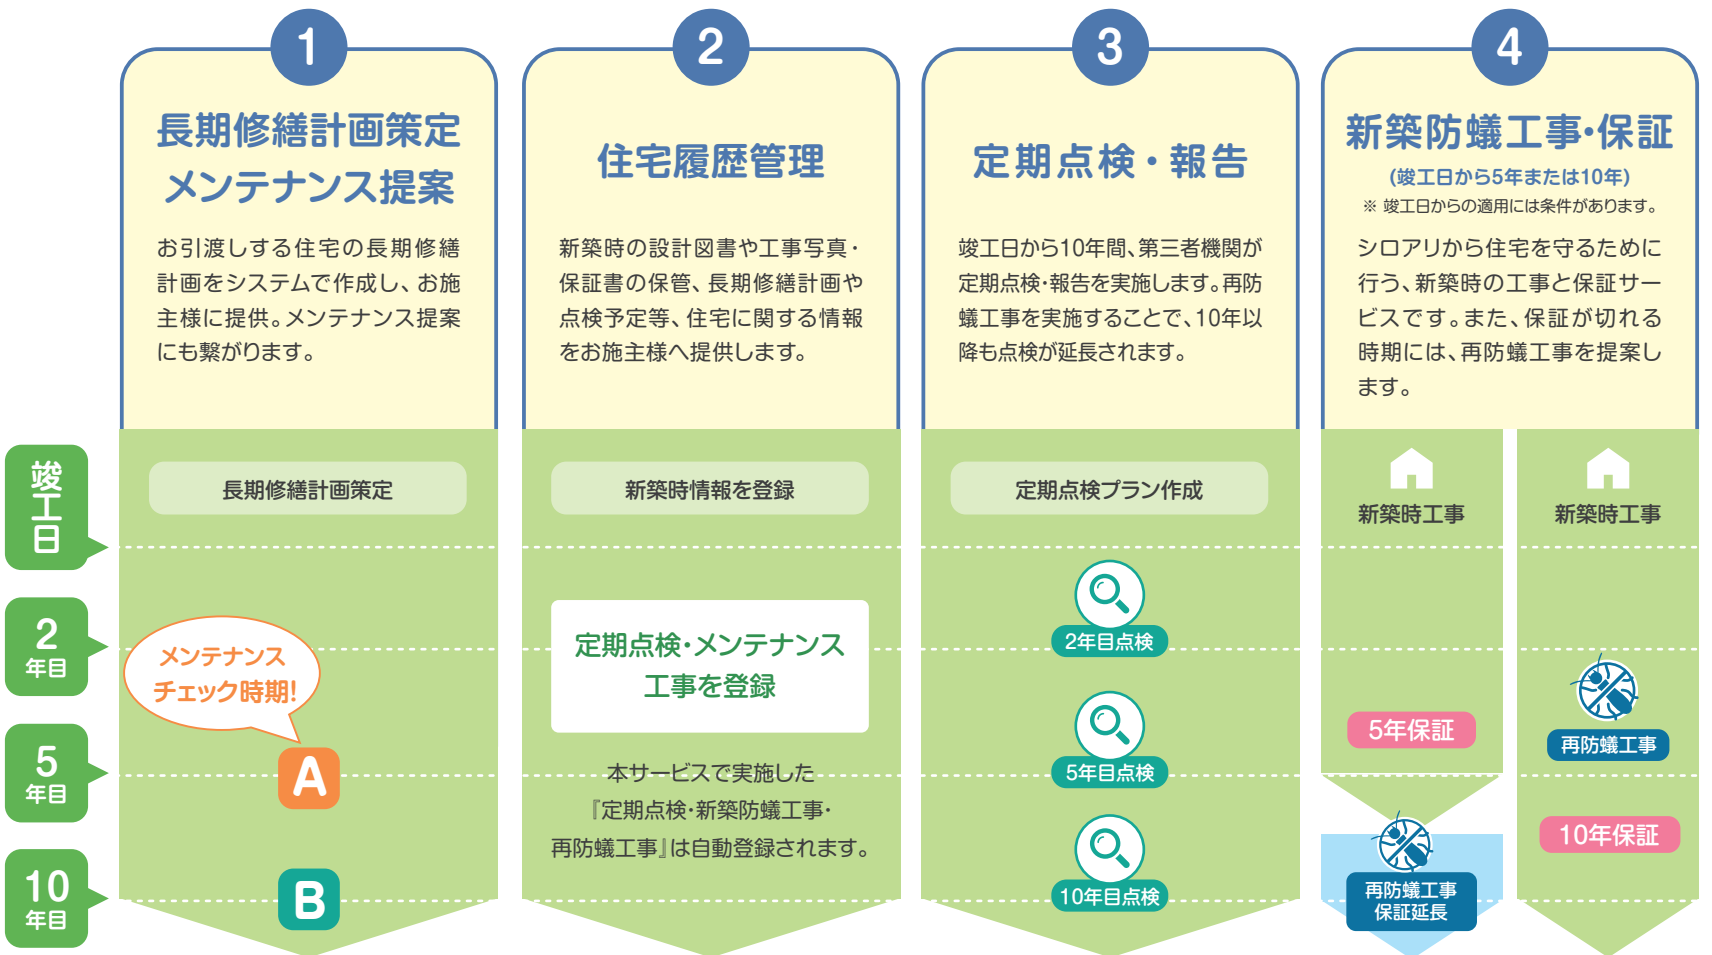 1
長期修繕計画策定
メンテナンス提案
お引渡しする住宅の長期修繕
計画をシステムで作成し、お施
主様に提供。メンテナンス提案
にも繋がります。
2
住宅履歴管理
新築時の設計図書や工事写真・
保証書の保管、長期修繕計画や
点検予定等、住宅に関する情報
をお施主様へ提供します。
3
定期点検・報告
竣工日から10年間、第三者機関が
定期点検・報告を実施します。再防
蟻工事を実施することで、10年以
降も点検が延長されます。
4
新築防蟻工事・保証
(竣工日から5年または10年)
※ 竣工日からの適用には条件があります。
シロアリから住宅を守るために
行う、新築時の工事と保証サー
ビスです。また、保証が切れる
時期には、再防蟻工事を提案し
ます。
竣工日
2
年目
5
年目
10
年目
長期修繕計画策定
メンテナンス
チェック時期!
A
B
新築時情報を登録
定期点検・メンテナンス
工事を登録
本サービスで実施した
『定期点検・新築防蟻工事・
再防蟻工事』は自動登録されます。
定期点検プラン作成
2年目点検
5年目点検
10年目点検
新築時工事
5年保証
再防蟻工事
保証延長
新築時工事
再防蟻工事
10年保証